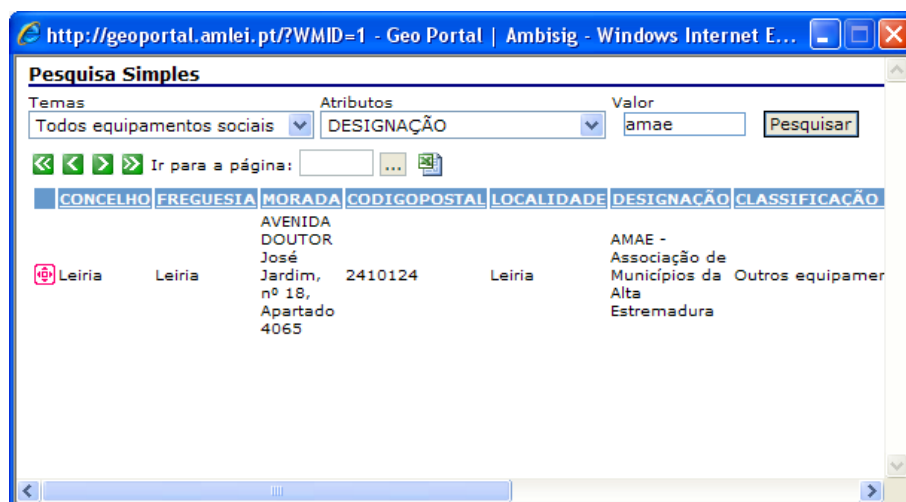 http://geoportal.amlei.pt/?WMID=1 - Geo Portal | Ambisig - Windows Internet E...
Pesquisa Simples
Temas Atributos Valor
Todos equipamentos sociais DESIGNAÇÃO amae Pesquisar
Ir para a página: ...
CONCELHO FREGUESIA MORADA CODIGOPOSTAL LOCALIDADE DESIGNAÇÃO CLASSIFICAÇÃO
Leiria
Leiria
AVENIDA
DOUTOR
José
Jardim,
nº 18,
Apartado
4065
2410124
Leiria
AMAE -
Associação de
Municípios da
Alta
Estremadura
Outros equipamer